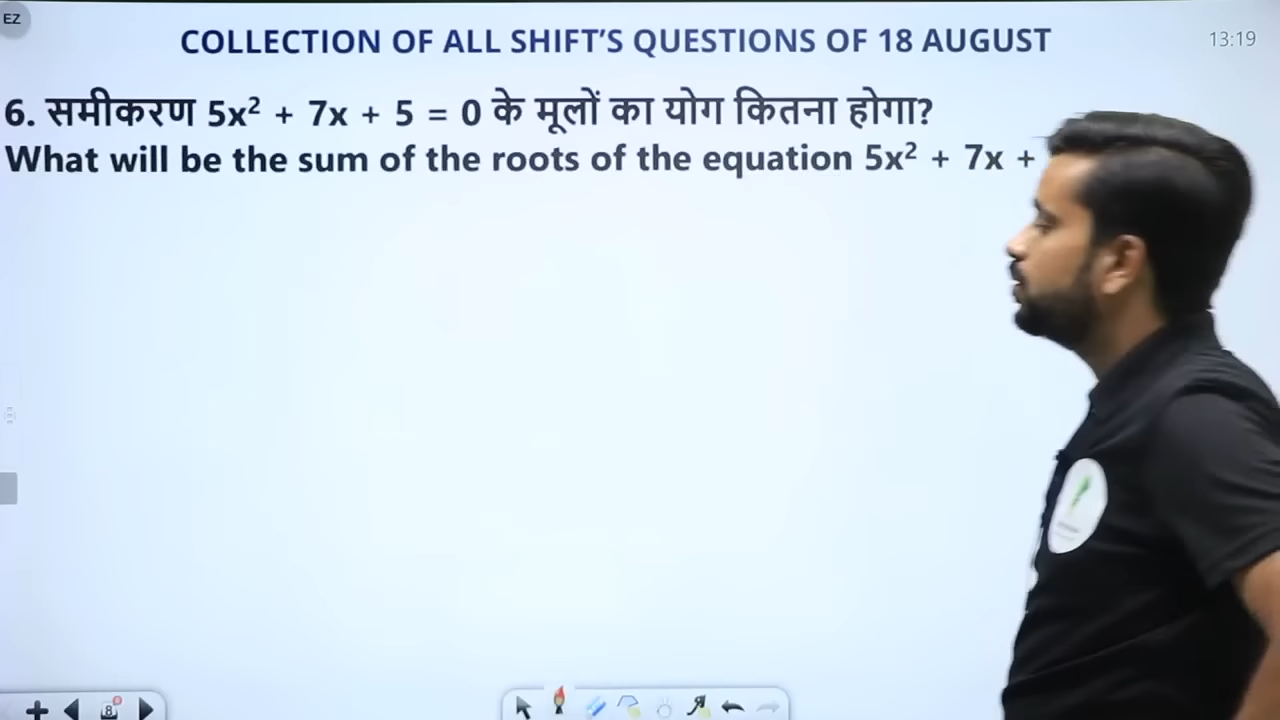 EZ
COLLECTION OF ALL SHIFT’S QUESTIONS OF 18 AUGUST
13:19
6. समीकरण 5x² + 7x + 5 = 0 के मूलों का योग कितना होगा?
What will be the sum of the roots of the equation 5x² + 7x +
8